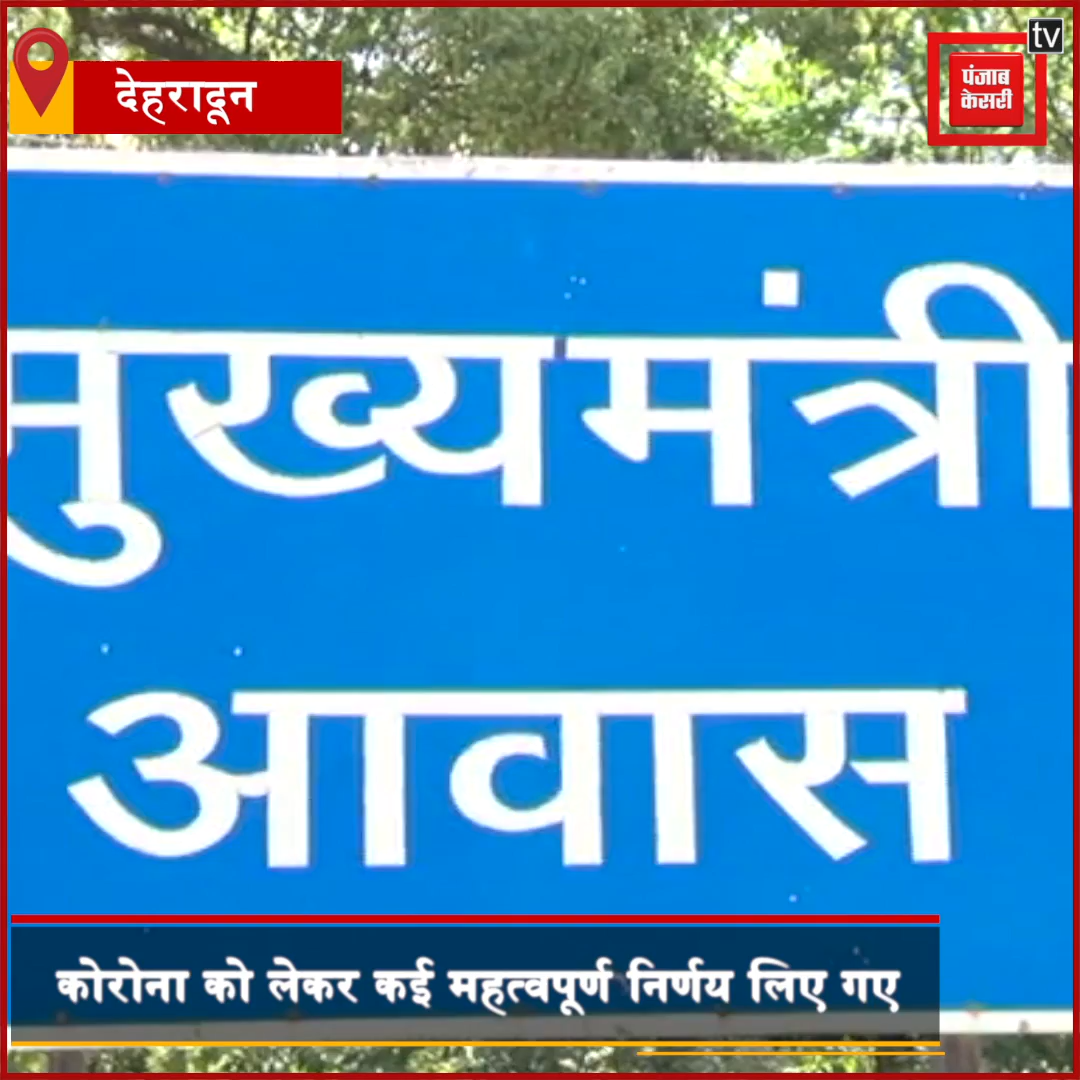 देहरादून
tv
पंजाब
केसरी
मुख्यमंत्री
आवास
कोरोना को लेकर कई महत्वपूर्ण निर्णय लिए गए